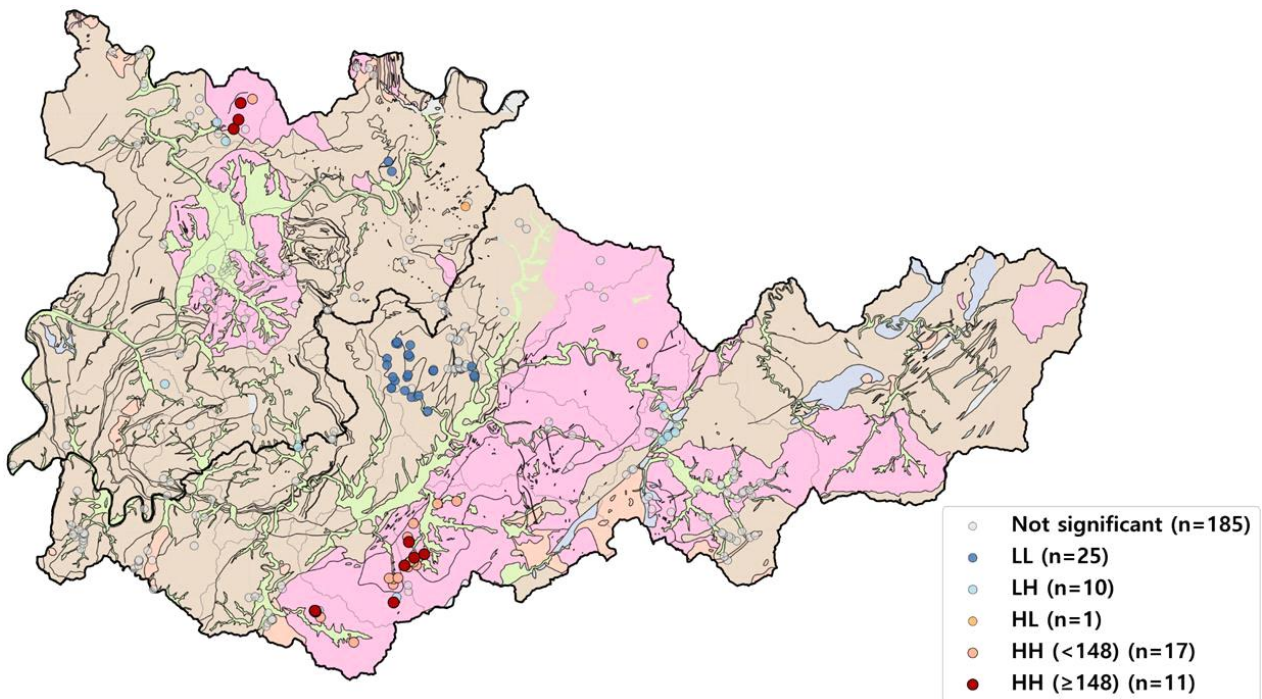 Not significant (n=185)
LL (n=25)
LH (n=10)
HL (n=1)
HH (<148) (n=17)
HH (≥148) (n=11)